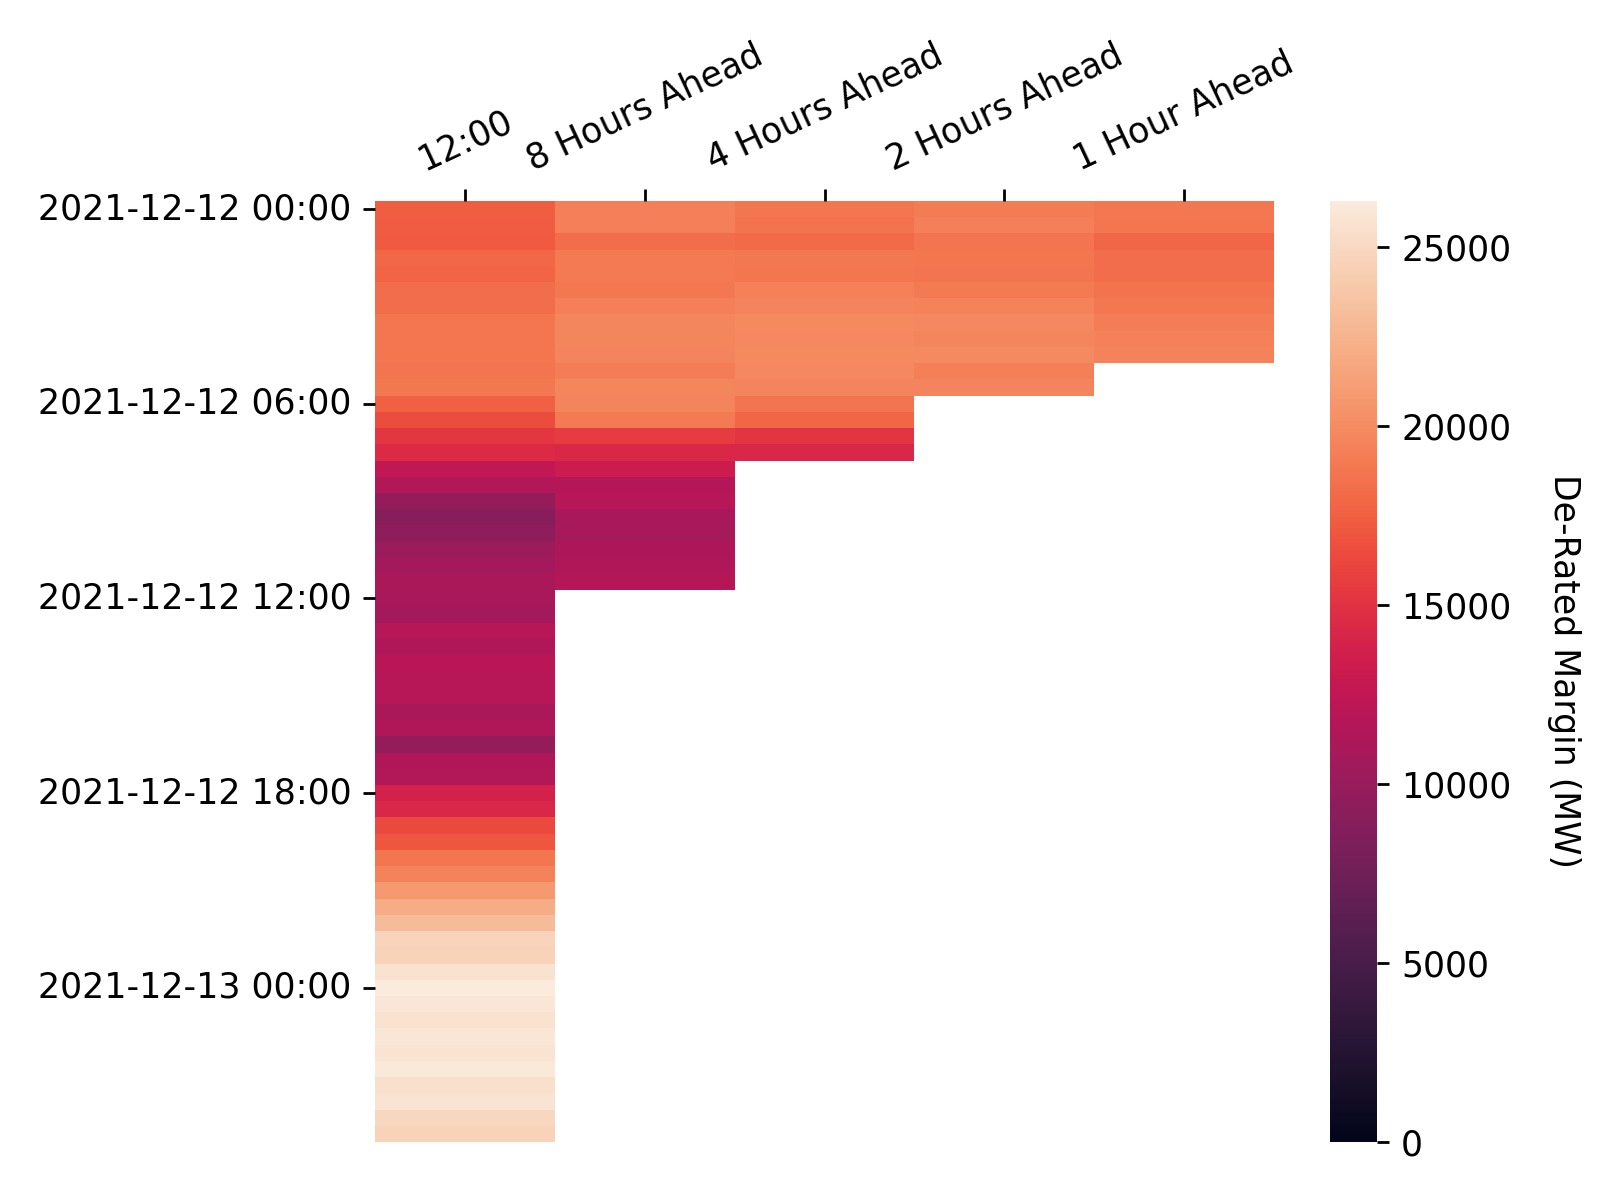 12:00
8 Hours Ahead
4 Hours Ahead
2 Hours Ahead
1 Hour Ahead
2021-12-12 00:00
2021-12-12 06:00
2021-12-12 12:00
2021-12-12 18:00
2021-12-13 00:00
25000
20000
15000
10000
5000
0
De-Rated Margin (MW)